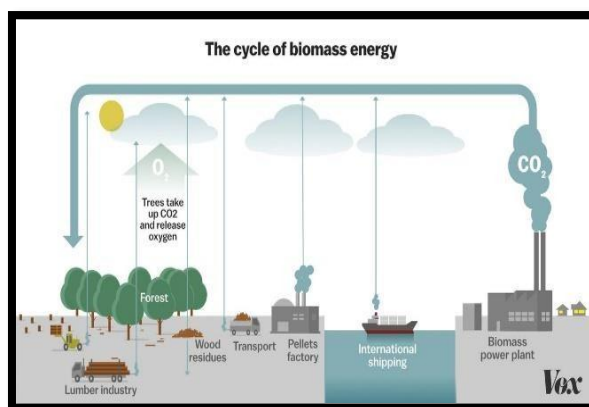 The cycle of biomass energy
O₂
Trees take
up CO2
and release
oxygen
CO₂
Forest
Lumber industry
Wood
residues
Transport
Pellets
factory
International
shipping
Biomass
power plant
Vox